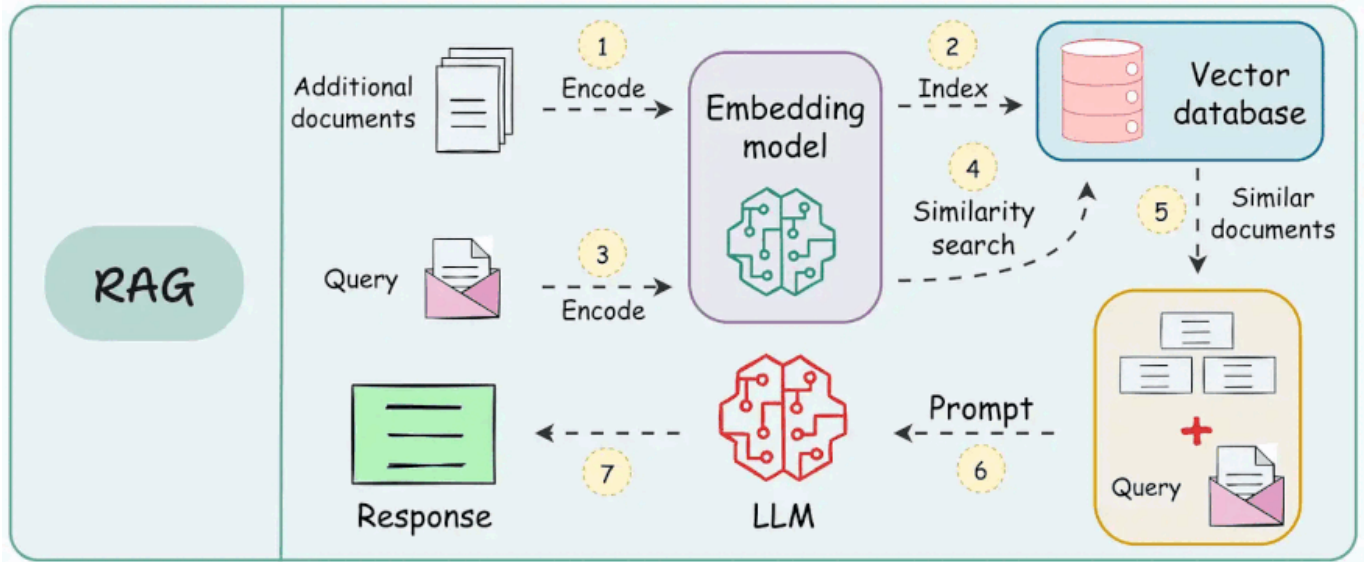 RAG
Additional
documents
1
Encode
Embedding
model
2
Index
Vector
database
Query
3
Encode
4
Similarity
search
5
Similar
documents
Query
Prompt
6
LLM
7
Response